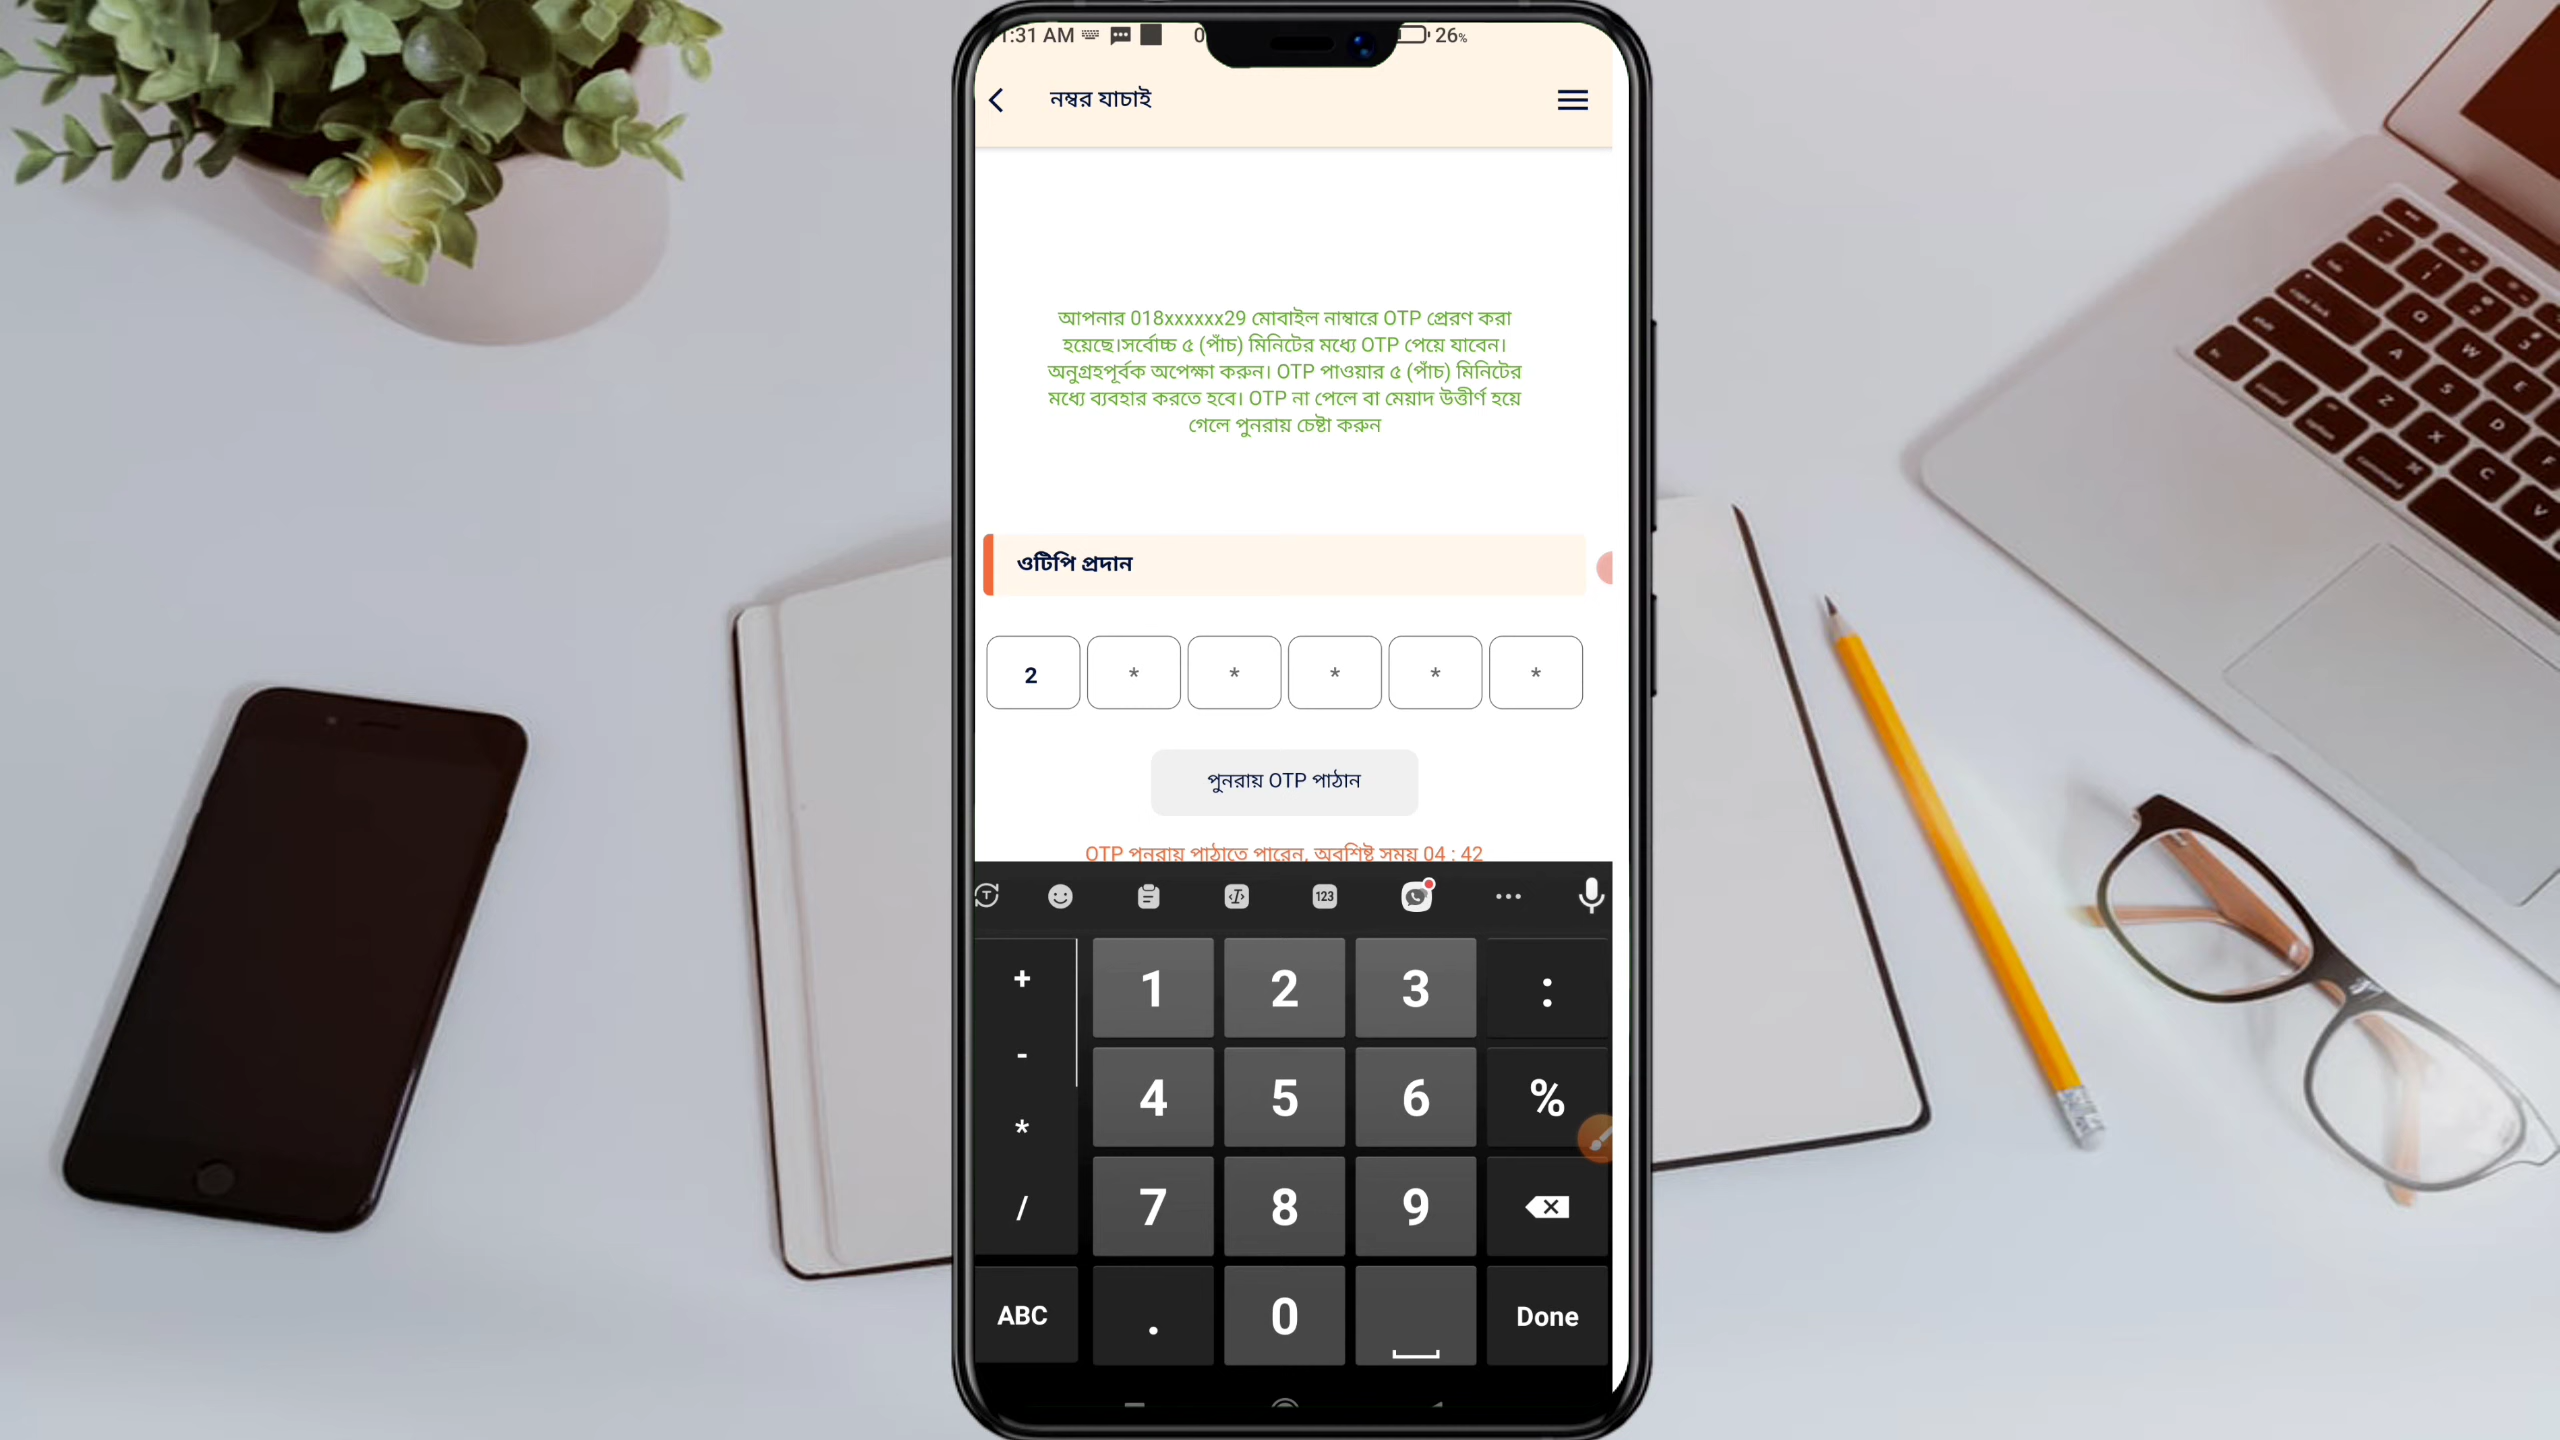 :31 AM
0
26%
নম্বর যাচাই
আপনার 018xxxxxx29 মোবাইল নাম্বারে OTP প্রেরণ করা
হয়েছে।সর্বোচ্চ ৫ (পাঁচ) মিনিটের মধ্যে OTP পেয়ে যাবেন।
অনুগ্রহপূর্বক অপেক্ষা করুন। OTP পাওয়ার ৫ (পাঁচ) মিনিটের
মধ্যে ব্যবহার করতে হবে। OTP না পেলে বা মেয়াদ উত্তীর্ণ হয়ে
গেলে পুনরায় চেষ্টা করুন
ওটিপি প্রদান
2 * * * * *
পুনরায় OTP পাঠান
OTP পুনরায় পাঠাতে পারেন, অবশিষ্ট সময় 04 : 42
123
+ 1 2 3 :
- 4 5 6 %
*
/ 7 8 9
ABC . 0 Done